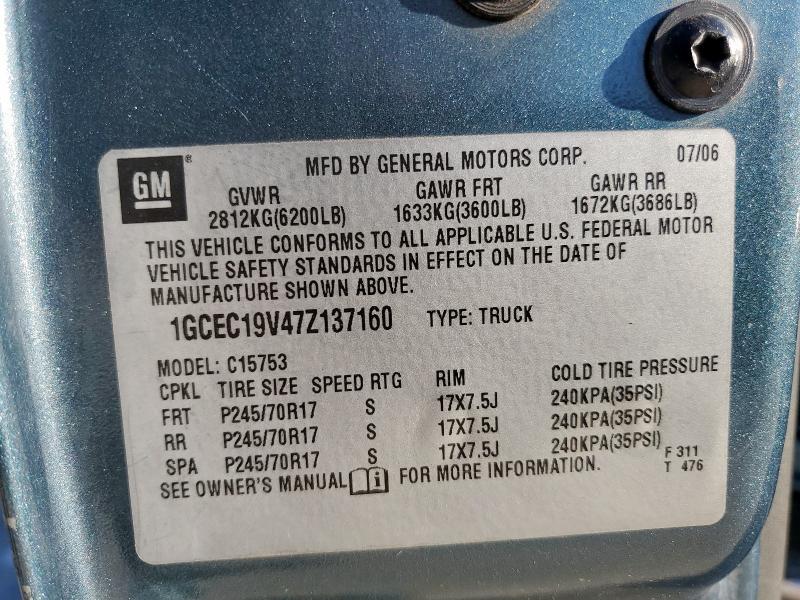 GM® MFD BY GENERAL MOTORS CORP. 07/06
GVWR GAWR FRT GAWR RR
2812KG(6200LB) 1633KG(3600LB) 1672KG(3686LB)
THIS VEHICLE CONFORMS TO ALL APPLICABLE U.S. FEDERAL MOTOR
VEHICLE SAFETY STANDARDS IN EFFECT ON THE DATE OF
MANUFACTURE SHOWN ABOVE.
1GCEC19V47Z137160 TYPE: TRUCK
MODEL: C15753
CPKL TIRE SIZE SPEED RTG RIM COLD TIRE PRESSURE
FRT P245/70R17 S 17X7.5J 240KPA(35PSI)
RR P245/70R17 S 17X7.5J 240KPA(35PSI)
SPA P245/70R17 S 17X7.5J 240KPA(35PSI) F 311
SEE OWNER'S MANUAL FOR MORE INFORMATION. T 476